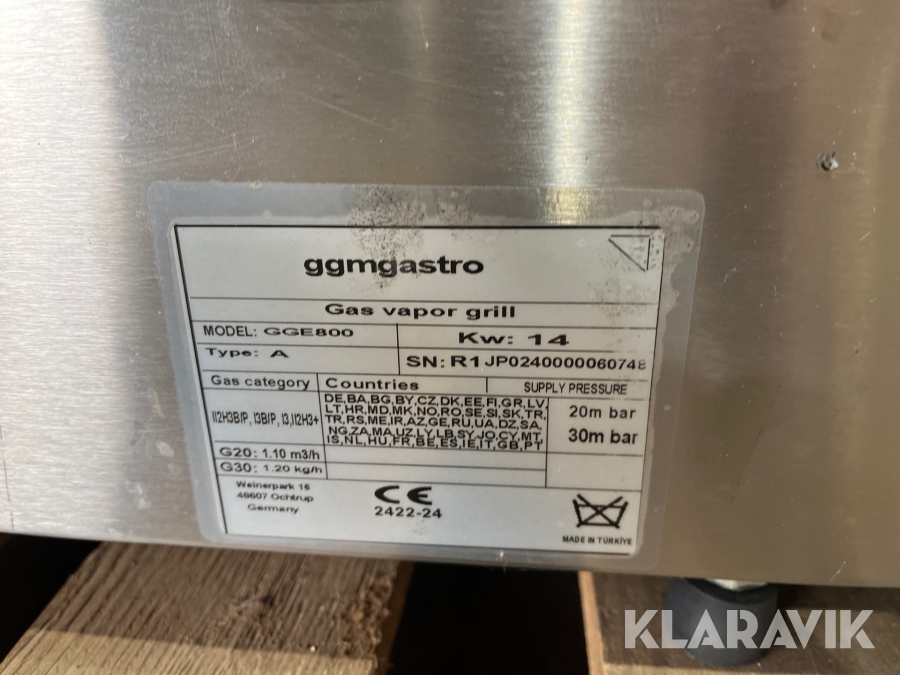 ggmgastro
Gas vapor grill
MODEL: GGE800
Kw: 14
Type: A
SN: R1JP0240000060748
Gas category
Countries
SUPPLY PRESSURE
II2H3B/P, I3B/P, I3,II2H3+
DE,BA,BG,BY,CZ,DK,EE,FI,GR,LV,
LT,HR,MD,MK,NO,RO,SE,SI,SK,TR,
TR,RS,ME,IR,AZ,GE,RU,UA,DZ,SA,
NG,ZA,MA,UZ,LY,LB,SY,JO,CY,MT,
IS,NL,HU,FR,BE,ES,IE,IT,GB,PT
20m bar
30m bar
G20: 1.10 m3/h
G30: 1.20 kg/h
Weinerpark 16
48607 Ochtrup
Germany
CE
2422-24
MADE IN TÜRKİYE
KLARAVIK